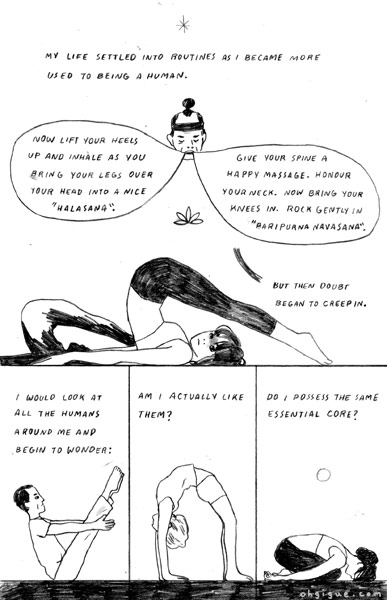 MY LIFE SETTLED INTO ROUTINES AS I BECAME MORE
USED TO BEING A HUMAN.
NOW LIFT YOUR HEELS
UP AND INHALE AS YOU
BRING YOUR LEGS OVER
YOUR HEAD INTO A NICE
"HALASANA".
GIVE YOUR SPINE A
HAPPY MASSAGE. HONOUR
YOUR NECK. NOW BRING YOUR
KNEES IN. ROCK GENTLY IN
"PARIPURNA NAVASANA".
BUT THEN DOUBT
BEGAN TO CREEP IN.
I WOULD LOOK AT
ALL THE HUMANS
AROUND ME AND
BEGIN TO WONDER:
AM I ACTUALLY LIKE
THEM?
DO I POSSESS THE SAME
ESSENTIAL CORE?
ohgigue.com